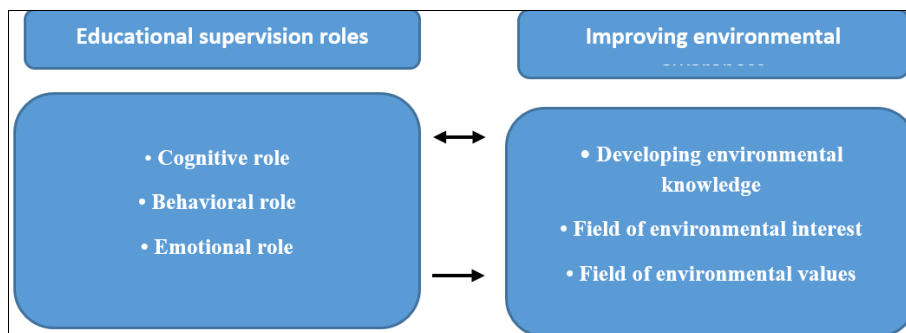 Educational supervision roles
Improving environmental
• Cognitive role
• Behavioral role
• Emotional role
• Developing environmental
knowledge
• Field of environmental interest
• Field of environmental values